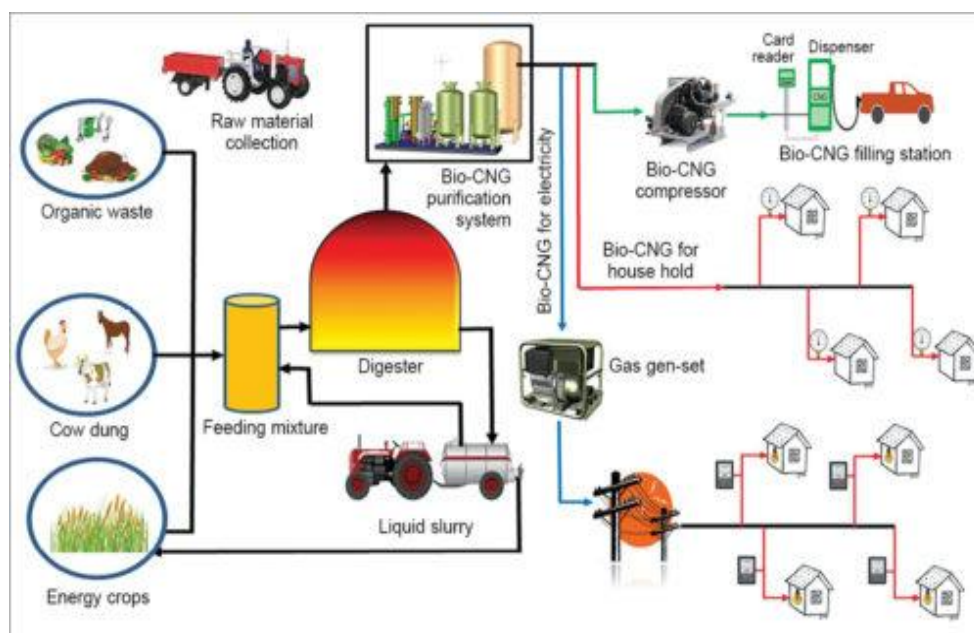 Card
reader
Dispenser
CNG
Raw material
collection
Organic waste
Bio-CNG
purification
system
Bio-CNG for electricity
Bio-CNG
compressor
Bio-CNG filling station
Bio-CNG for
house hold
Cow dung
Feeding mixture
Digester
Gas gen-set
Liquid slurry
Energy crops